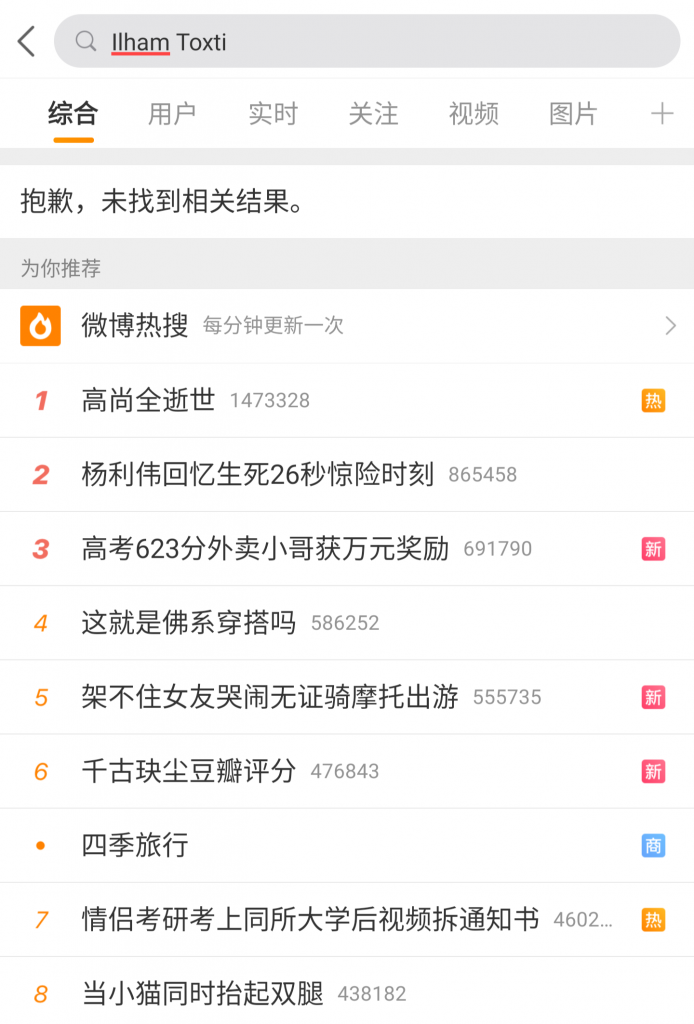 Ilham Toxti
综合 用户 实时 关注 视频 图片
抱歉，未找到相关结果。
为你推荐
微博热搜 每分钟更新一次
1 高尚全逝世 1473328 热
2 杨利伟回忆生死26秒惊险时刻 865458
3 高考623分外卖小哥获万元奖励 691790 新
4 这就是佛系穿搭吗 586252
5 架不住女友哭闹无证骑摩托出游 555735 新
6 千古玦尘豆瓣评分 476843 新
四季旅行 商
7 情侣考研考上同所大学后视频拆通知书 4602... 热
8 当小猫同时抬起双腿 438182